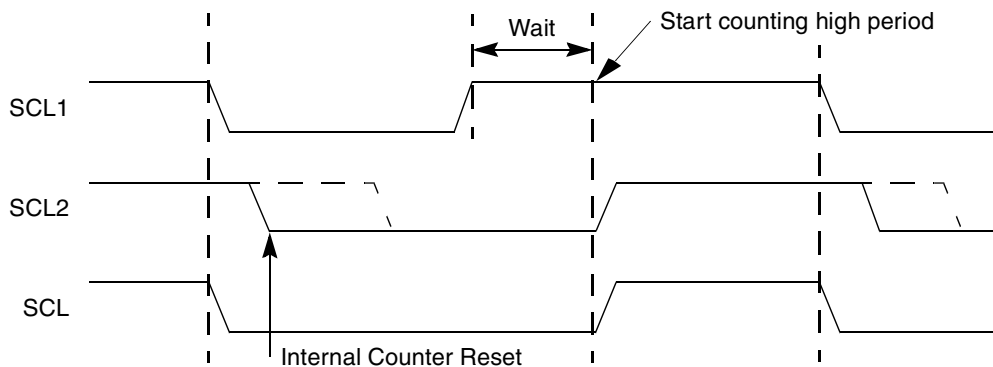 Start counting high period
Wait
SCL1
SCL2
SCL
Internal Counter Reset